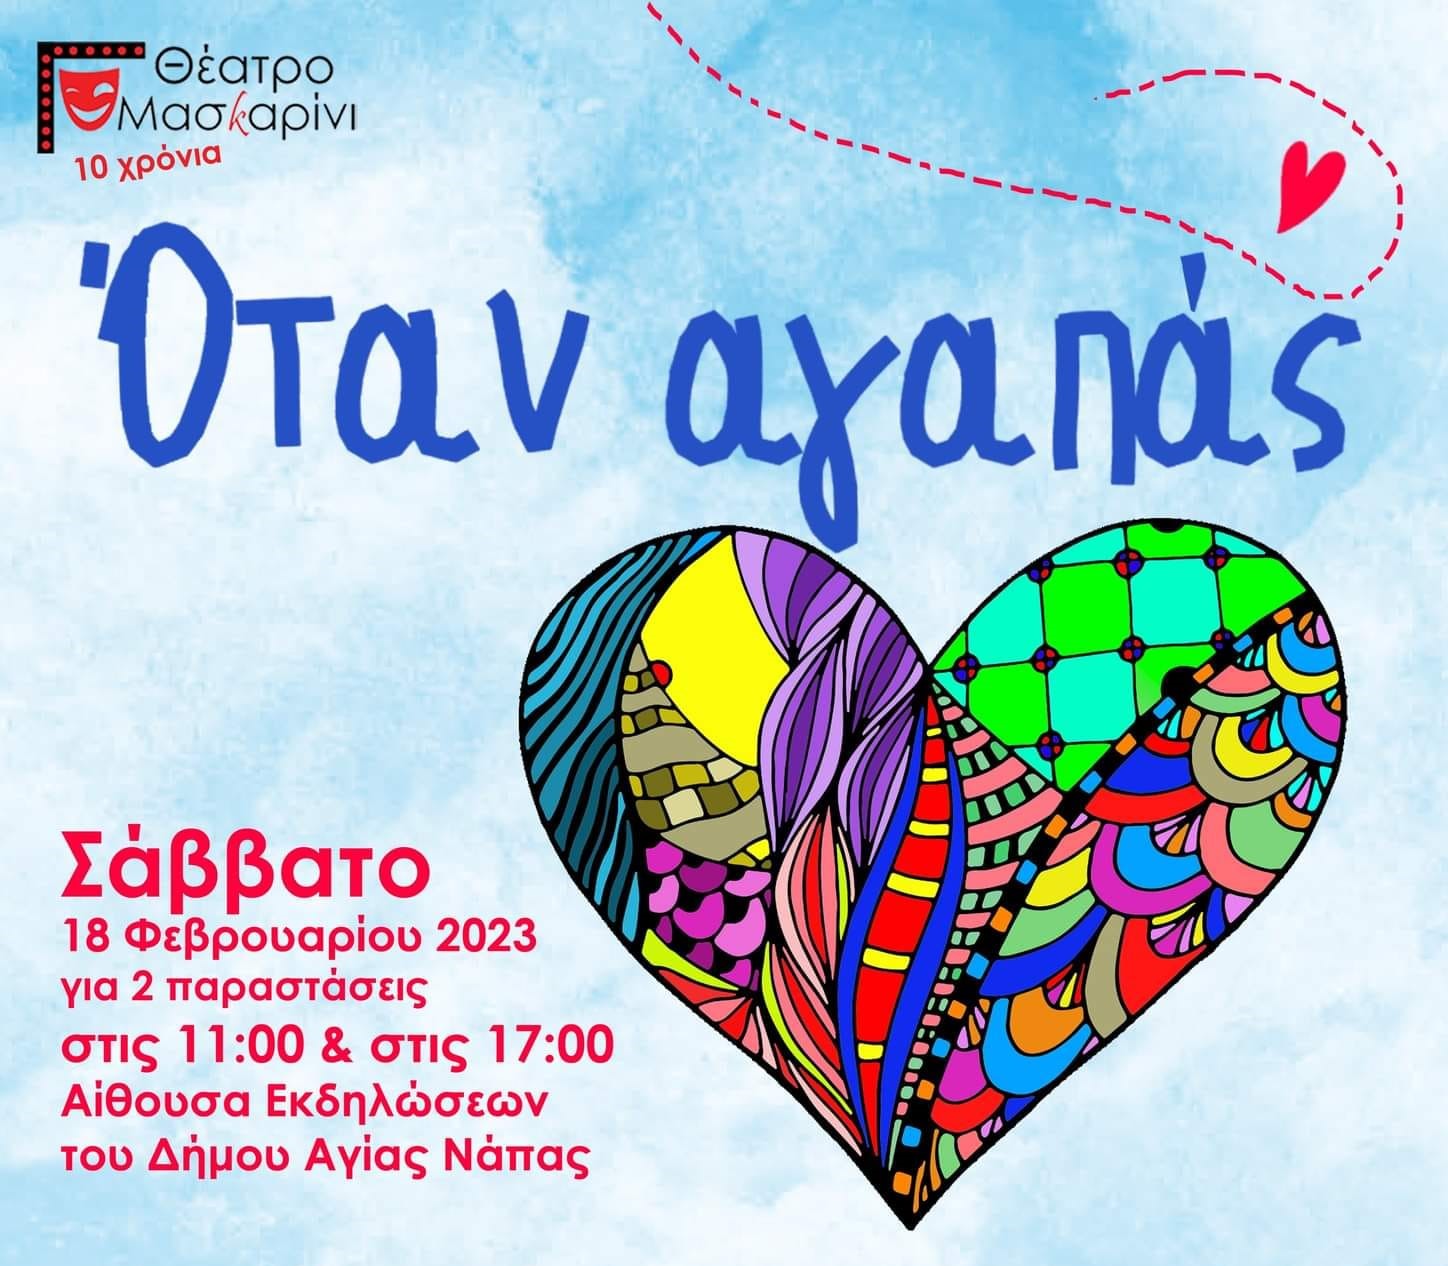 Θέατρο
Μασkαρίνι
10 χρόνια
Όταν αγαπάς
Σάββατο
18 Φεβρουαρίου 2023
για 2 παραστάσεις
στις 11:00 & στις 17:00
Αίθουσα Εκδηλώσεων
του Δήμου Αγίας Νάπας